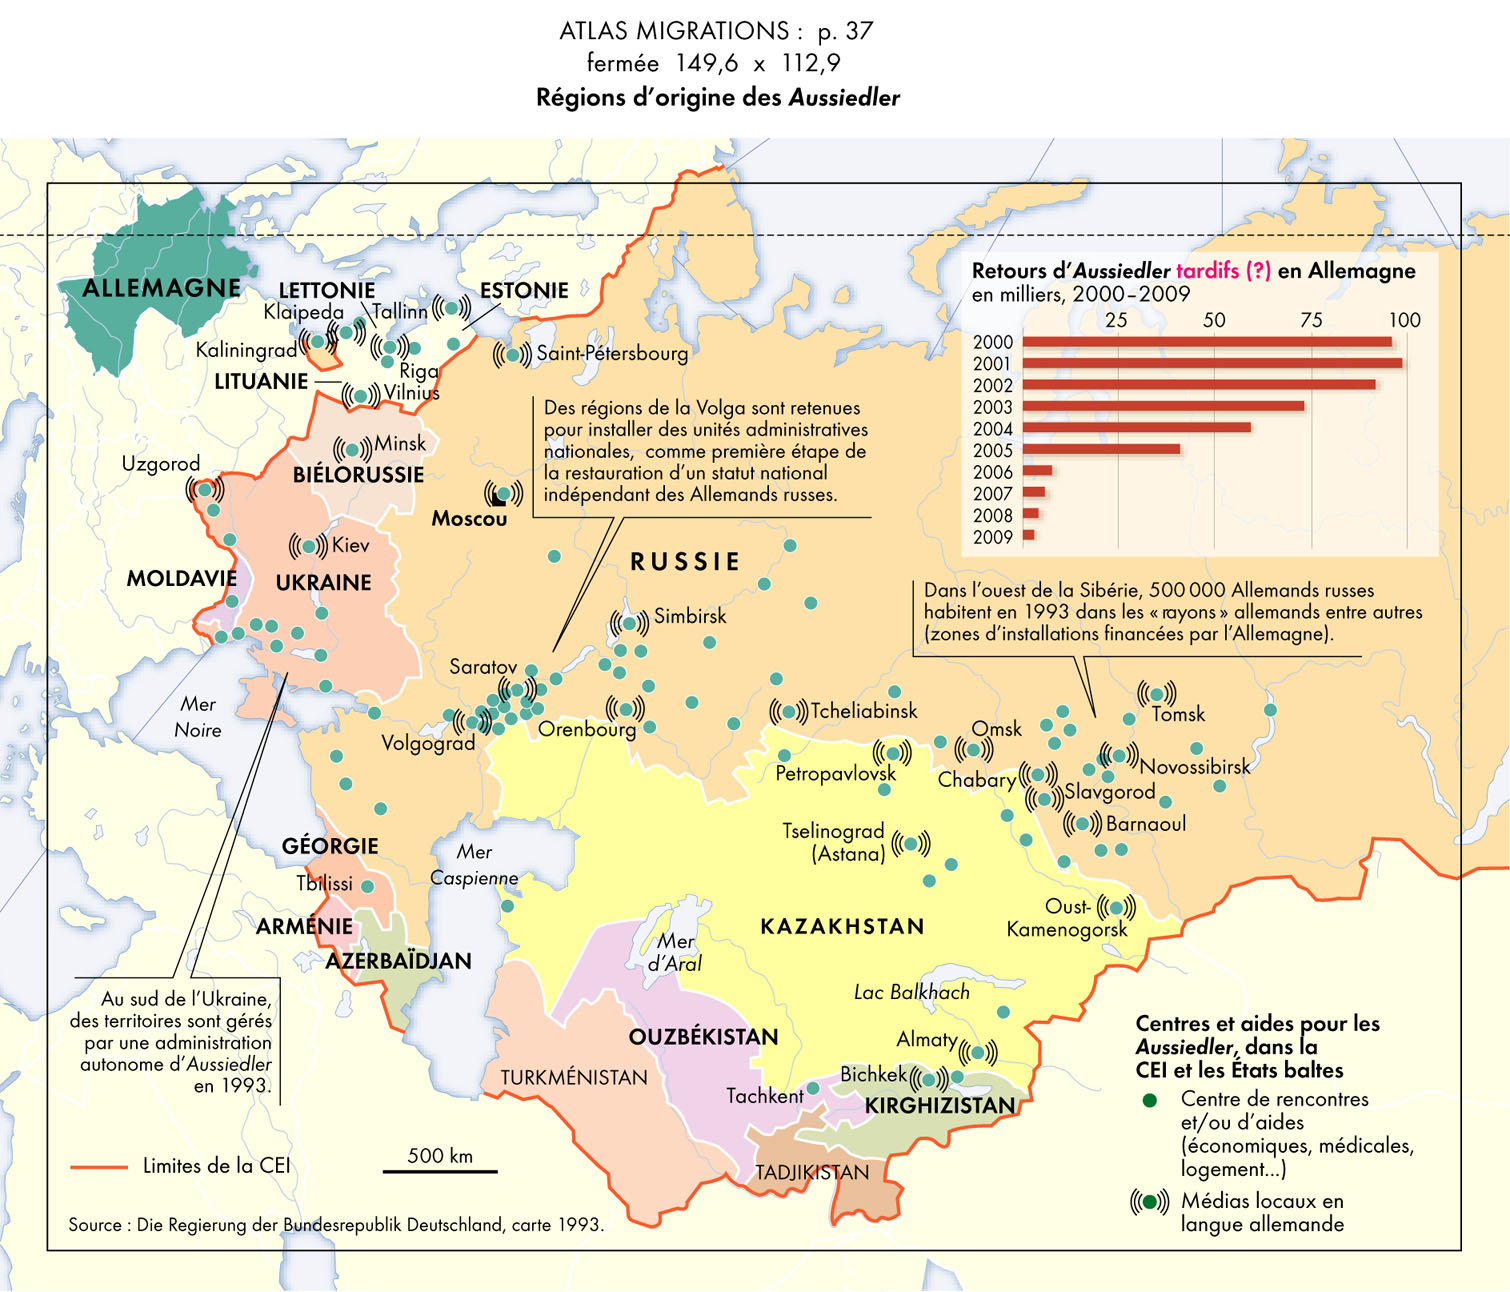 ATLAS MIGRATIONS : p. 37
fermée 149,6 x 112,9
Régions d'origine des Aussiedler
Retours d'Aussiedler tardifs (?) en Allemagne
en milliers, 2000-2009
25 50 75 100
2000
2001
2002
2003
2004
2005
2006
2007
2008
2009
ALLEMAGNE
LETTONIE
ESTONIE
Klaipeda
Tallinn
Kaliningrad
Riga
LITUANIE
Vilnius
Saint-Pétersbourg
Des régions de la Volga sont retenues
pour installer des unités administratives
nationales, comme première étape de
la restauration d'un statut national
indépendant des Allemands russes.
Minsk
BIÉLORUSSIE
Uzgorod
Moscou
Kiev
RUSSIE
MOLDAVIE
UKRAINE
Dans l'ouest de la Sibérie, 500 000 Allemands russes
habitent en 1993 dans les « rayons » allemands entre autres
(zones d'installations financées par l'Allemagne).
Simbirsk
Saratov
Mer
Noire
Volgograd
Orenbourg
Tcheliabinsk
Omsk
Tomsk
Petropavlovsk
Chabary
Novossibirsk
Slavgorod
Barnaoul
Tselinograd
(Astana)
GÉORGIE
Tbilissi
Mer
Caspienne
ARMÉNIE
AZERBAÏDJAN
KAZAKHSTAN
Oust-
Kamenogorsk
Mer
d'Aral
Lac Balkhach
Au sud de l'Ukraine,
des territoires sont gérés
par une administration
autonome d'Aussiedler
en 1993.
OUZBÉKISTAN
Almaty
TURKMÉNISTAN
Bichkek
Tachkent
KIRGHIZISTAN
TADJIKISTAN
Centres et aides pour les
Aussiedler, dans la
CEI et les États baltes
Centre de rencontres
et/ou d'aides
(économiques, médicales,
logement...)
Médias locaux en
langue allemande
500 km
Limites de la CEI
Source : Die Regierung der Bundesrepublik Deutschland, carte 1993.